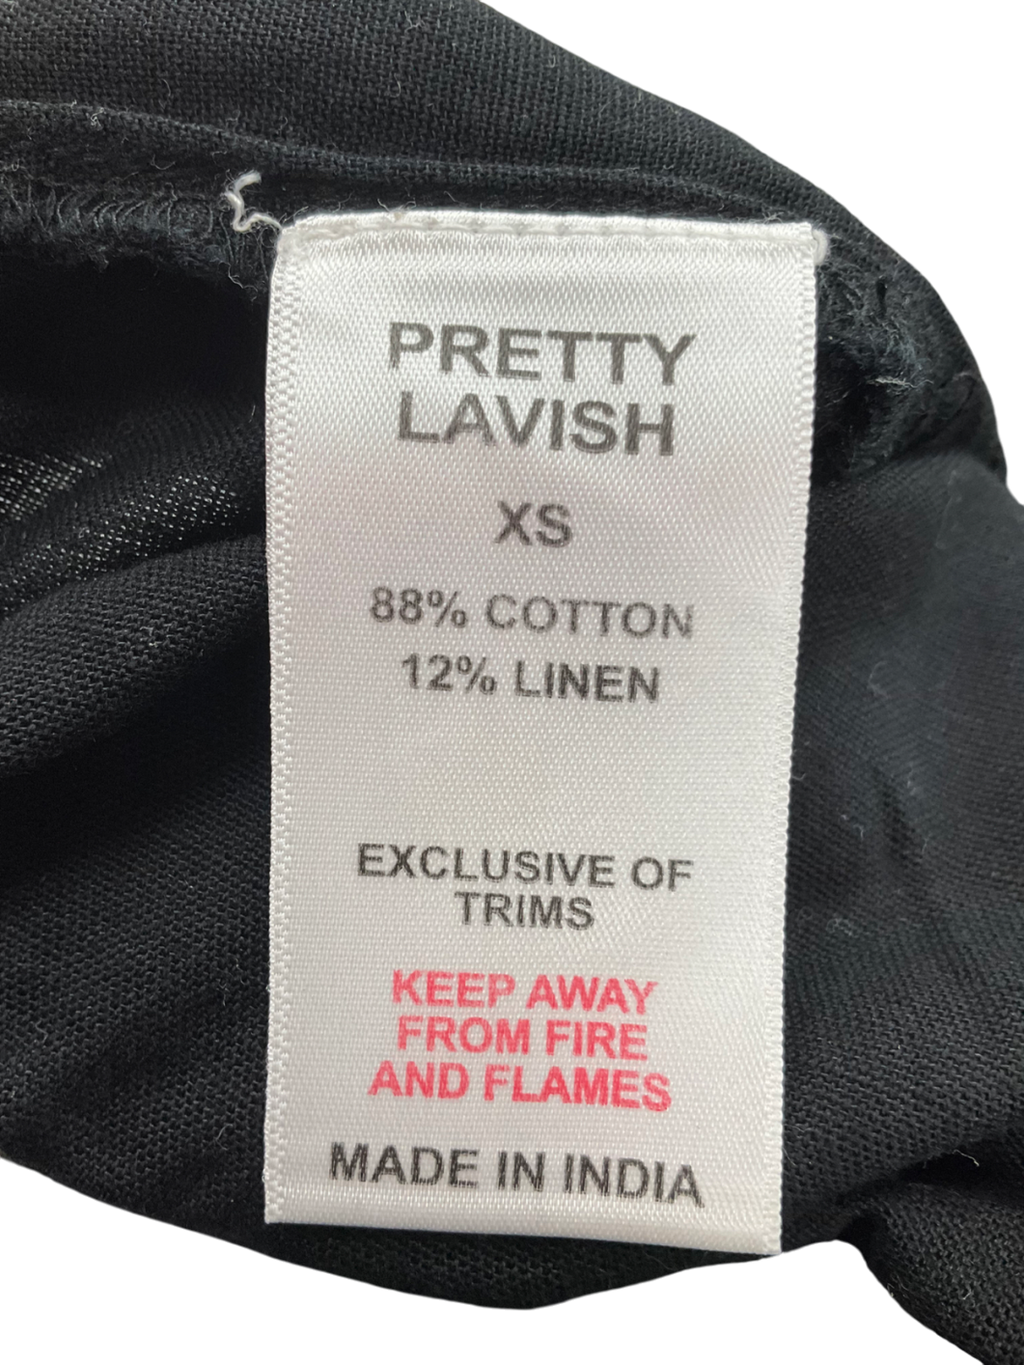 PRETTY
LAVISH
XS
88% COTTON
12% LINEN
EXCLUSIVE OF
TRIMS
KEEP AWAY
FROM FIRE
AND FLAMES
MADE IN INDIA